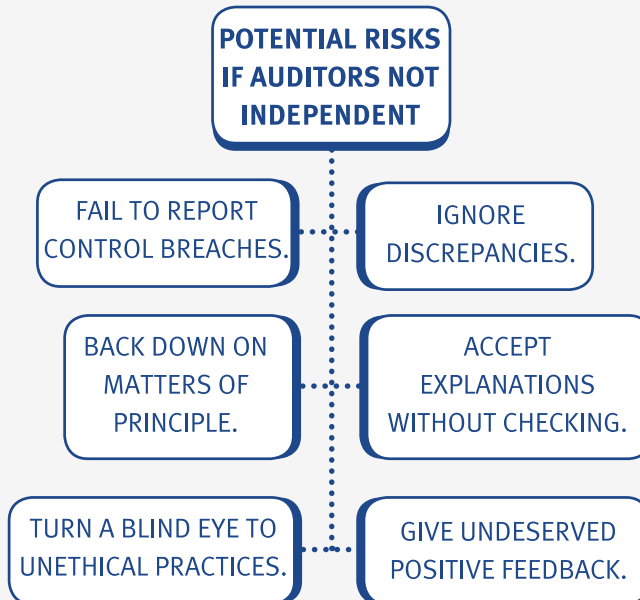 POTENTIAL RISKS
IF AUDITORS NOT
INDEPENDENT
FAIL TO REPORT
CONTROL BREACHES.
IGNORE
DISCREPANCIES.
BACK DOWN ON
MATTERS OF
PRINCIPLE.
ACCEPT
EXPLANATIONS
WITHOUT CHECKING.
TURN A BLIND EYE TO
UNETHICAL PRACTICES.
GIVE UNDESERVED
POSITIVE FEEDBACK.